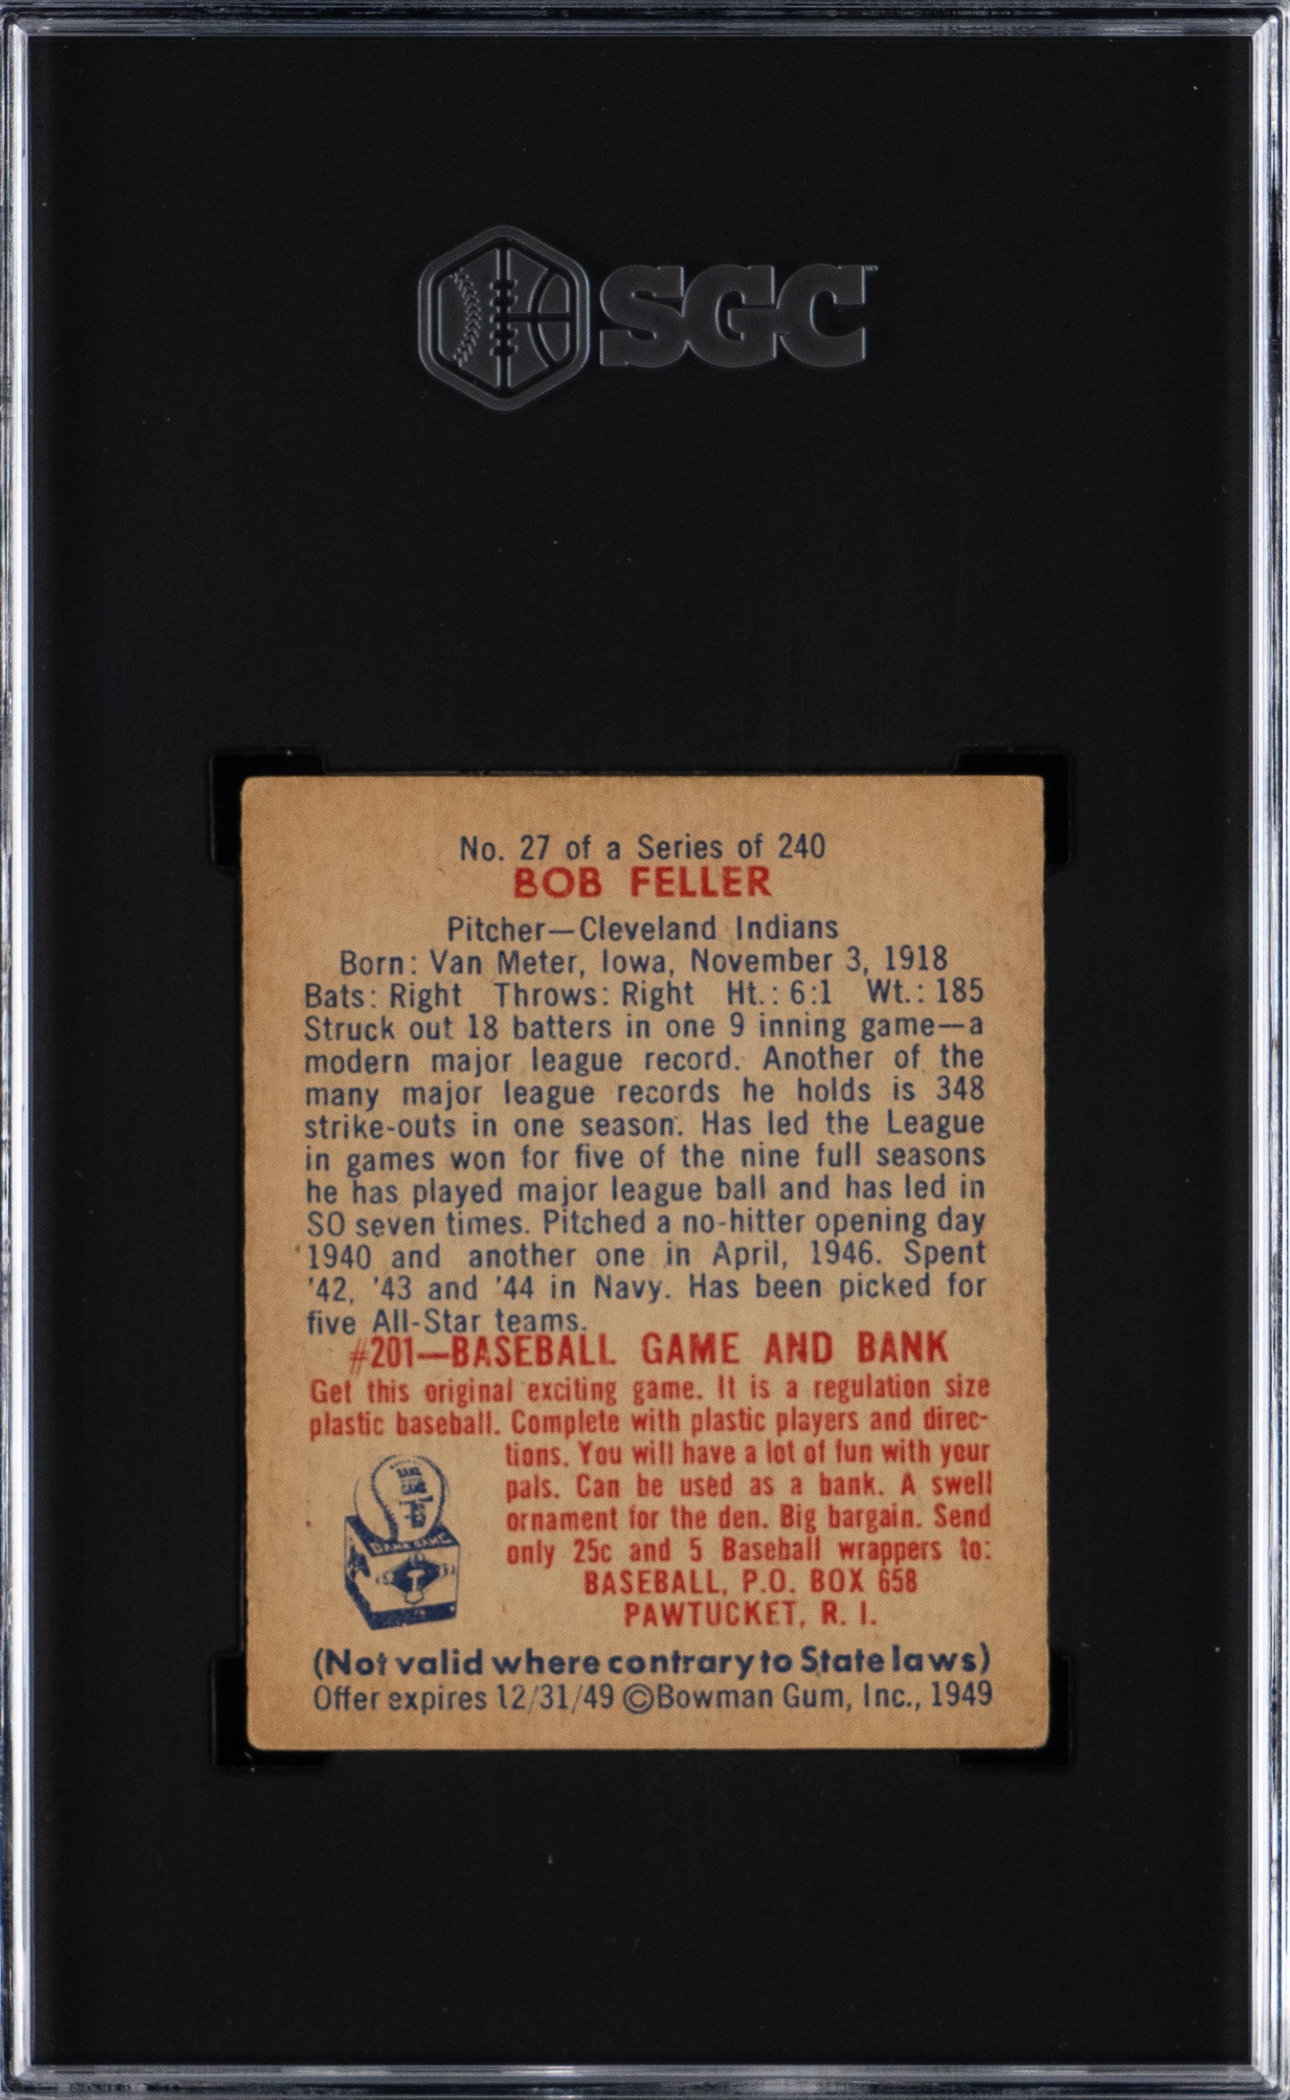 SGC
No. 27 of a Series of 240
BOB FELLER
Pitcher—Cleveland Indians
Born: Van Meter, Iowa, November 3, 1918
Bats: Right Throws: Right Ht.: 6:1 Wt.: 185
Struck out 18 batters in one 9 inning game—a
modern major league record. Another of the
many major league records he holds is 348
strike-outs in one season. Has led the League
in games won for five of the nine full seasons
he has played major league ball and has led in
SO seven times. Pitched a no-hitter opening day
1940 and another one in April, 1946. Spent
'42, '43 and '44 in Navy. Has been picked for
five All-Star teams.
#201—BASEBALL GAME AND BANK
Get this original exciting game. It is a regulation size
plastic baseball. Complete with plastic players and direc-
tions. You will have a lot of fun with your
pals. Can be used as a bank. A swell
ornament for the den. Big bargain. Send
only 25c and 5 Baseball wrappers to:
BASEBALL, P.O. BOX 658
PAWTUCKET, R. I.
BANK GAME
(Not valid where contrary to State laws)
Offer expires 12/31/49 ©Bowman Gum, Inc., 1949